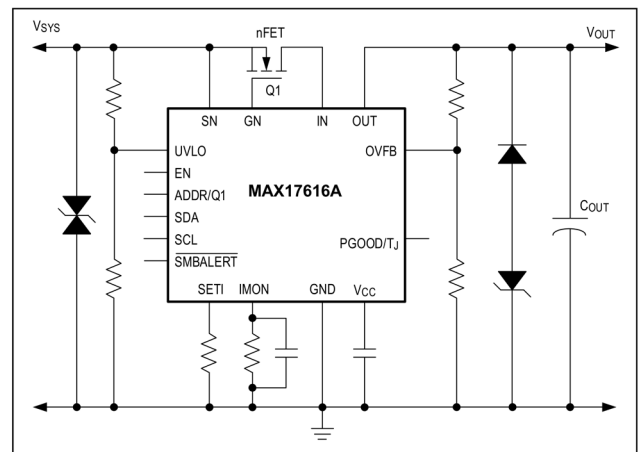 VSYS
nFET
VOUT
Q1
SN GN IN OUT
UVLO
OVFB
EN
MAX17616A
ADDR/Q1
SDA
COUT
SCL
PGOOD/TJ
SMBALERT
SETI IMON GND VCC